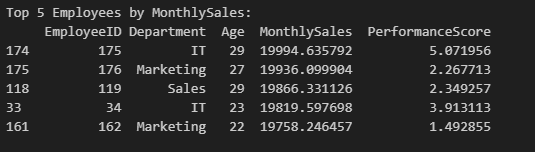 Top 5 Employees by MonthlySales:
EmployeeID Department Age MonthlySales PerformanceScore
174 175 IT 29 19994.635792 5.071956
175 176 Marketing 27 19936.099904 2.267713
118 119 Sales 29 19866.331126 2.349257
33 34 IT 23 19819.597698 3.913113
161 162 Marketing 22 19758.246457 1.492855